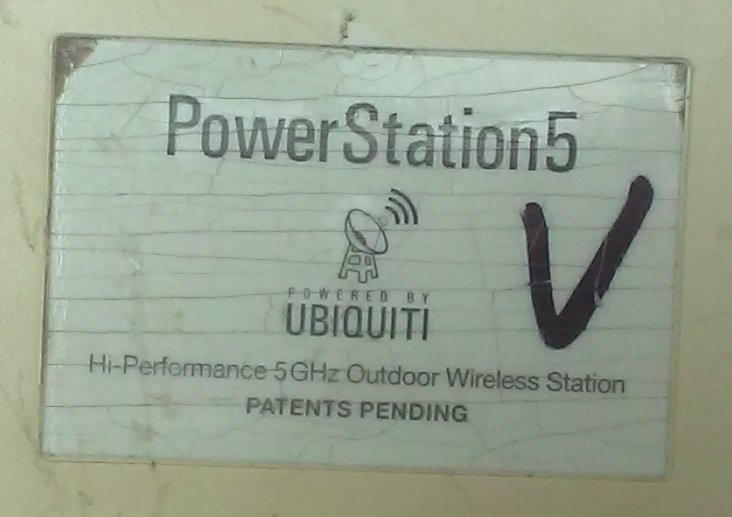 PowerStation5
V
POWERED BY
UBIQUITI
Hi-Performance 5GHz Outdoor Wireless Station
PATENTS PENDING